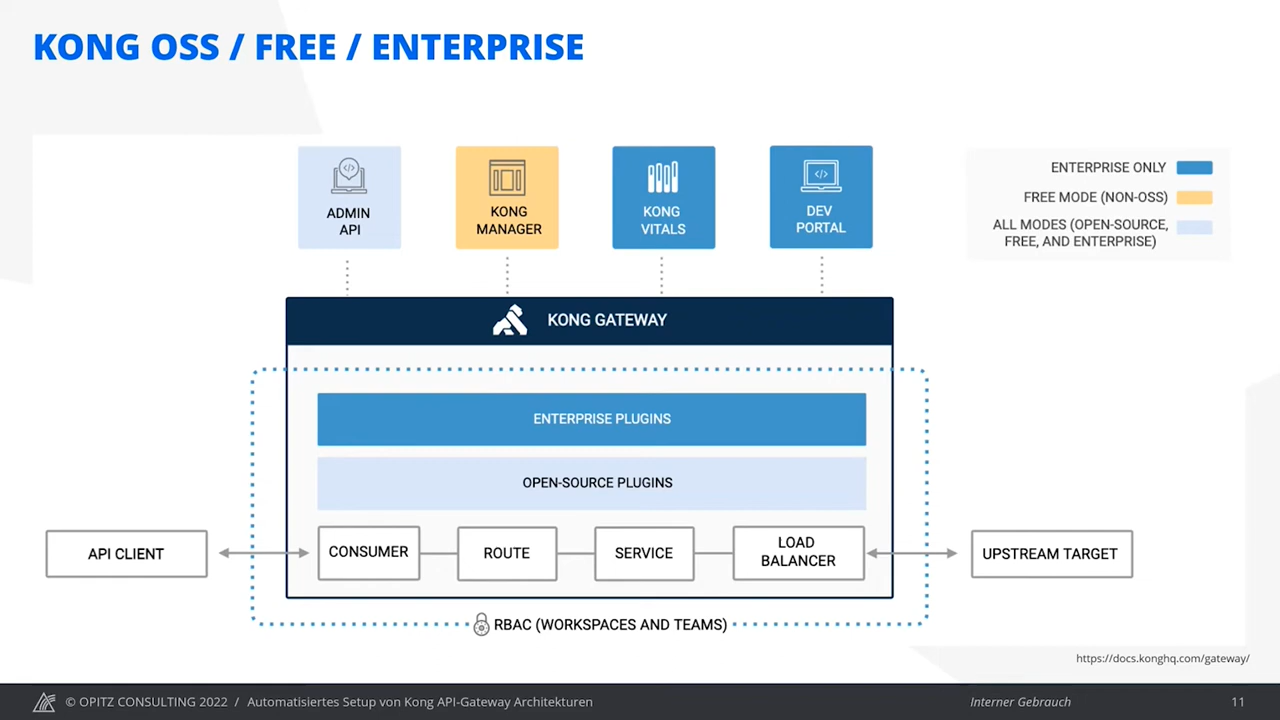 KONG OSS / FREE / ENTERPRISE
ADMIN
API
KONG
MANAGER
KONG
VITALS
DEV
PORTAL
ENTERPRISE ONLY
FREE MODE (NON-OSS)
ALL MODES (OPEN-SOURCE,
FREE, AND ENTERPRISE)
KONG GATEWAY
ENTERPRISE PLUGINS
OPEN-SOURCE PLUGINS
API CLIENT
CONSUMER
ROUTE
SERVICE
LOAD
BALANCER
UPSTREAM TARGET
RBAC (WORKSPACES AND TEAMS)
https://docs.konghq.com/gateway/
© OPITZ CONSULTING 2022 / Automatisiertes Setup von Kong API-Gateway Architekturen
Interner Gebrauch
11